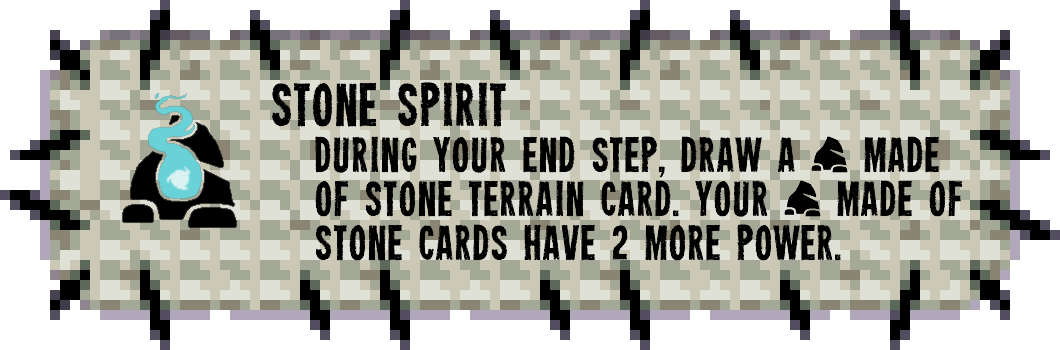 STONE SPIRIT
DURING YOUR END STEP, DRAW A MADE
OF STONE TERRAIN CARD. YOUR MADE OF
STONE CARDS HAVE 2 MORE POWER.